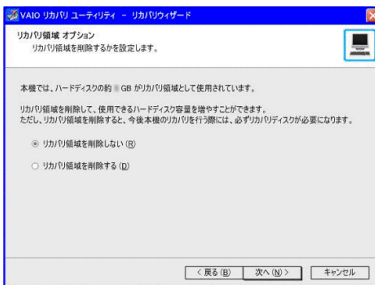 VAIO リカバリ ユーティリティ － リカバリウィザード
リカバリ領域 オプション
リカバリ領域を削除するかを設定します。
本機では、ハードディスクの約 GB がリカバリ領域として使用されています。
リカバリ領域を削除して、使用できるハードディスク容量を増やすことができます。
ただし、リカバリ領域を削除すると、今後本機のリカバリを行う際には、必ずリカバリディスクが必要になります。
リカバリ領域を削除しない (R)
リカバリ領域を削除する (D)
< 戻る (B) 次へ (N) > キャンセル